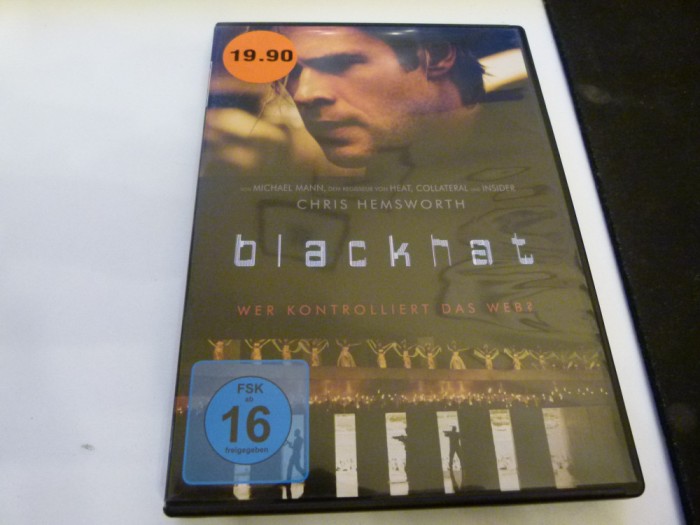 19.90
VON MICHAEL MANN, DEM REGISSEUR VON HEAT, COLLATERAL UND INSIDER
CHRIS HEMSWORTH
blackhat
WER KONTROLLIERT DAS WEB?
FSK
ab
16
freigegeben